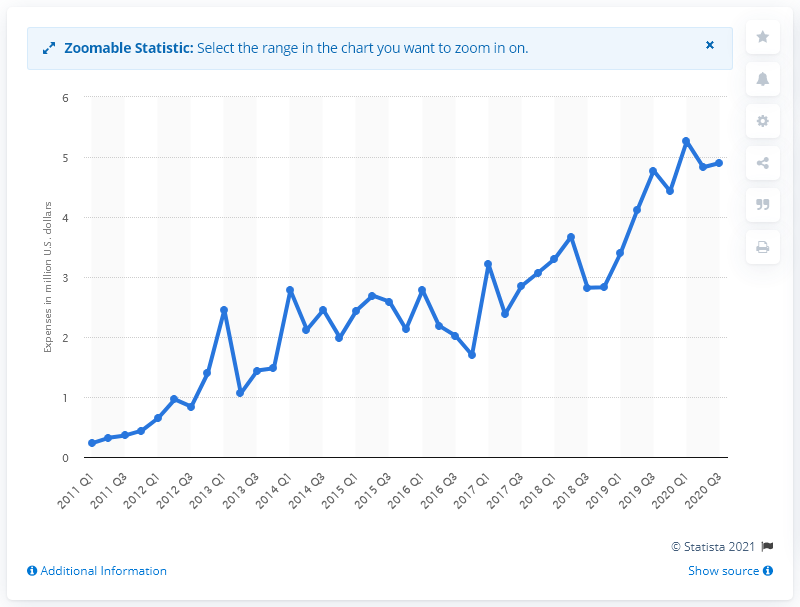 Zoomable Statistic: Select the range in the chart you want to zoom in on.
Expenses in million U.S. dollars
6
5
4
3
2
1
0
2011 Q1
2011 Q3
2012 Q1
2012 Q3
2013 Q1
2013 Q3
2014 Q1
2014 Q3
2015 Q1
2015 Q3
2016 Q1
2016 Q3
2017 Q1
2017 Q3
2018 Q1
2018 Q3
2019 Q1
2019 Q3
2020 Q1
2020 Q3
© Statista 2021
Additional Information
Show source